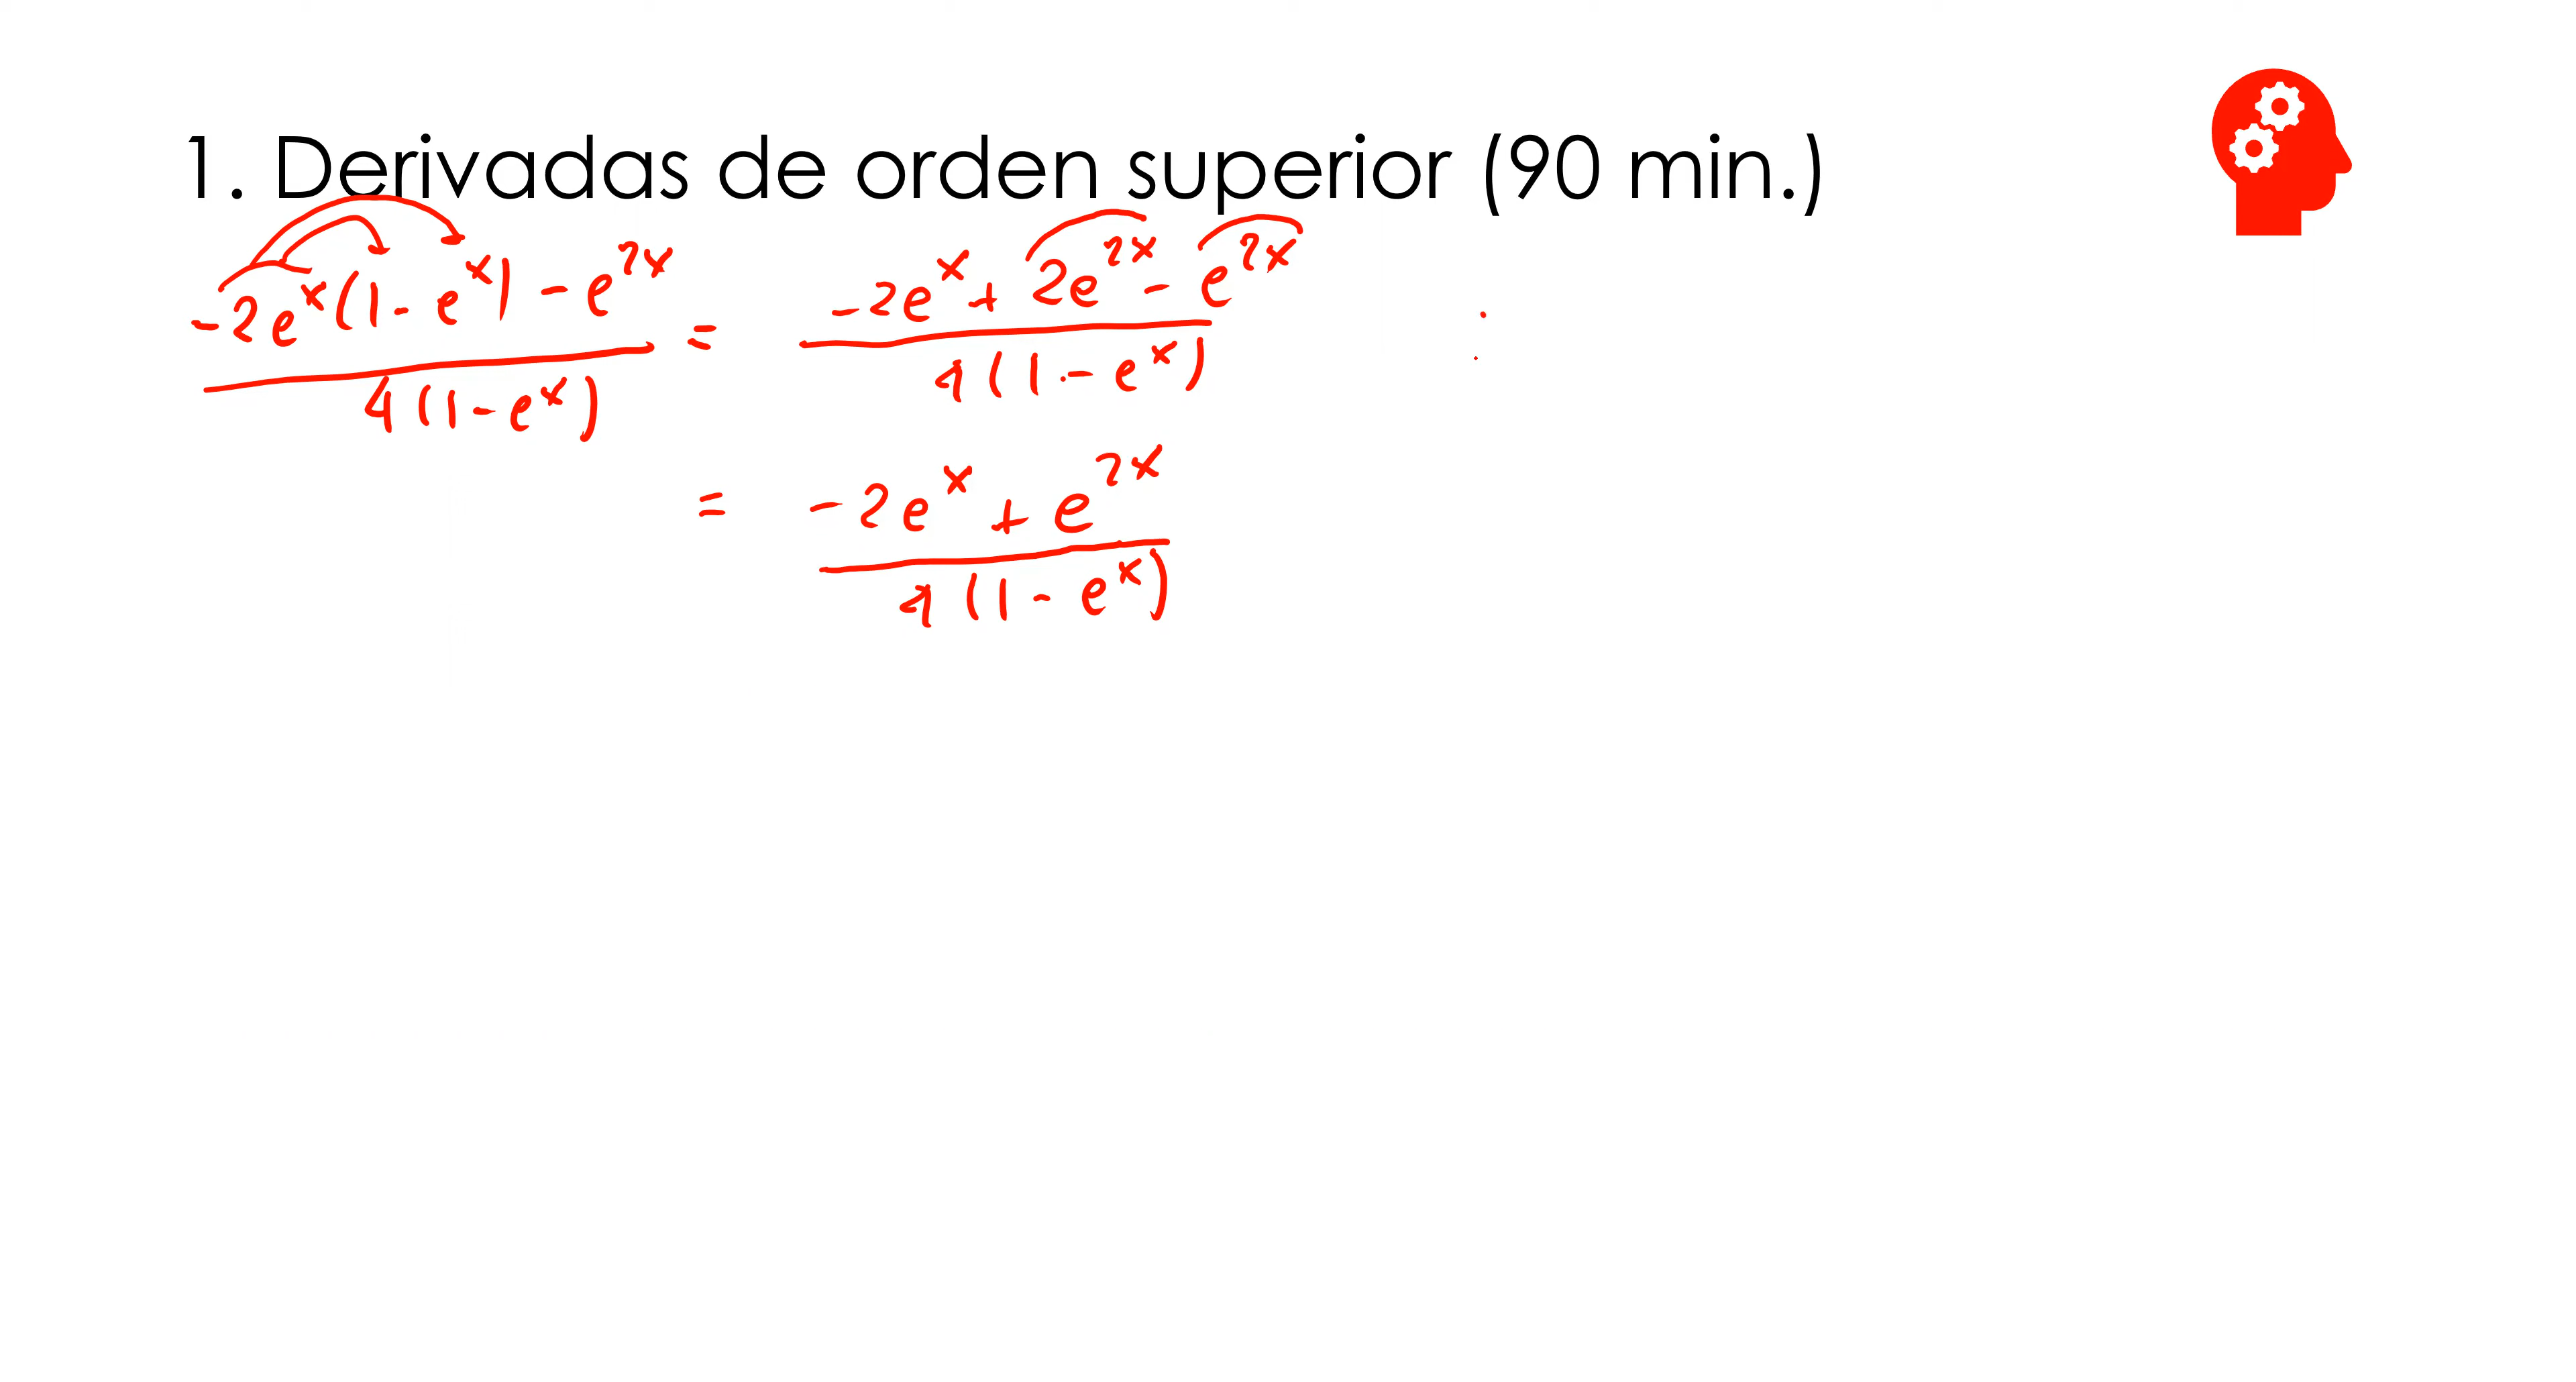 1. Derivadas de orden superior (90 min.)
(-2e^x(1 - e^x) - e^{2x}) / (4(1 - e^x)) = (-2e^x + 2e^{2x} - e^{2x}) / (4(1 - e^x))
= (-2e^x + e^{2x}) / (4(1 - e^x))